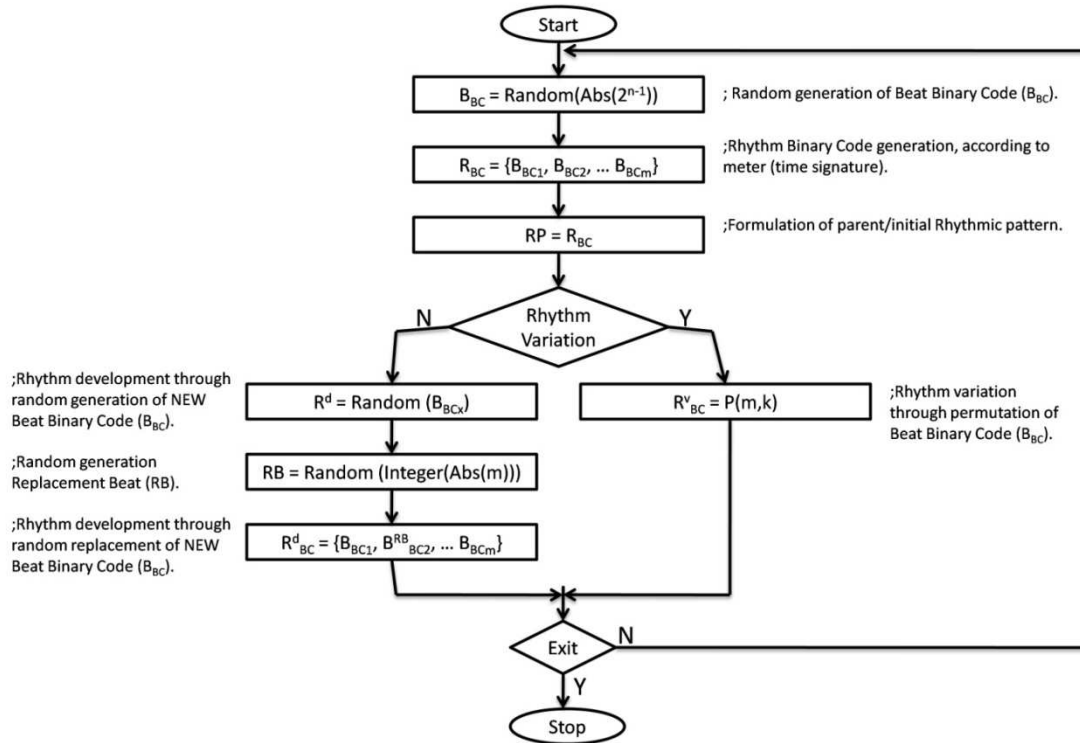 Start
B_BC = Random(Abs(2^n-1))
; Random generation of Beat Binary Code (B_BC).
R_BC = {B_BC1, B_BC2, ... B_BCm}
;Rhythm Binary Code generation, according to
meter (time signature).
RP = R_BC
;Formulation of parent/initial Rhythmic pattern.
Rhythm
Variation
N
Y
;Rhythm development through
random generation of NEW
Beat Binary Code (B_BC).
R^d = Random (B_BCx)
R^v_BC = P(m,k)
;Rhythm variation
through permutation of
Beat Binary Code (B_BC).
;Random generation
Replacement Beat (RB).
RB = Random (Integer(Abs(m)))
;Rhythm development through
random replacement of NEW
Beat Binary Code (B_BC).
R^d_BC = {B_BC1, B^RB_BC2, ... B_BCm}
Exit
N
Y
Stop